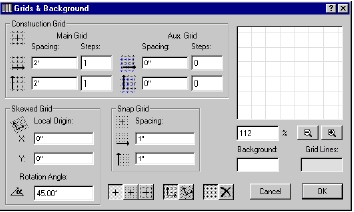 Grids & Background
Construction Grid
Main Grid
Aux. Grid
Spacing: Steps: Spacing: Steps:
2" 1 0" 0
2" 1 0" 0
Skewed Grid
Snap Grid
Local Origin:
Spacing:
X: 0" 1"
Y: 0" 1"
Rotation Angle:
45.00°
112 %
Background: Grid Lines:
Cancel OK